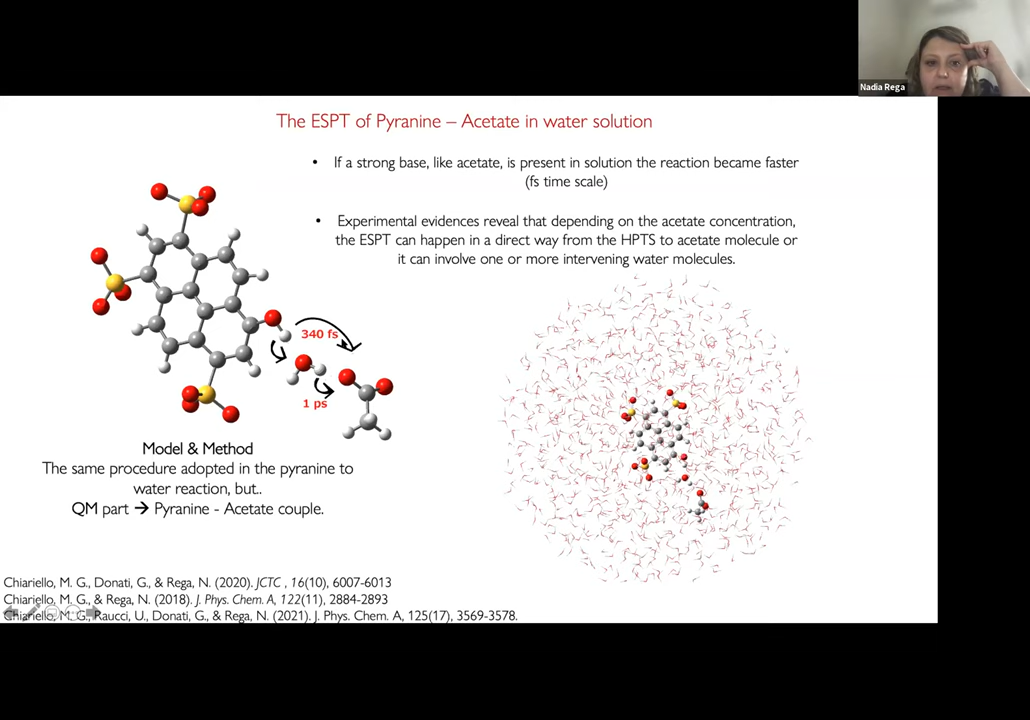 Nadia Rega
The ESPT of Pyranine – Acetate in water solution
• If a strong base, like acetate, is present in solution the reaction became faster
(fs time scale)
• Experimental evidences reveal that depending on the acetate concentration,
the ESPT can happen in a direct way from the HPTS to acetate molecule or
it can involve one or more intervening water molecules.
340 fs
1 ps
Model & Method
The same procedure adopted in the pyranine to
water reaction, but..
QM part → Pyranine - Acetate couple.
Chiariello, M. G., Donati, G., & Rega, N. (2020). JCTC , 16(10), 6007-6013
Chiariello, M. G., & Rega, N. (2018). J. Phys. Chem. A, 122(11), 2884-2893
Chiariello, M. G., Raucci, U., Donati, G., & Rega, N. (2021). J. Phys. Chem. A, 125(17), 3569-3578.